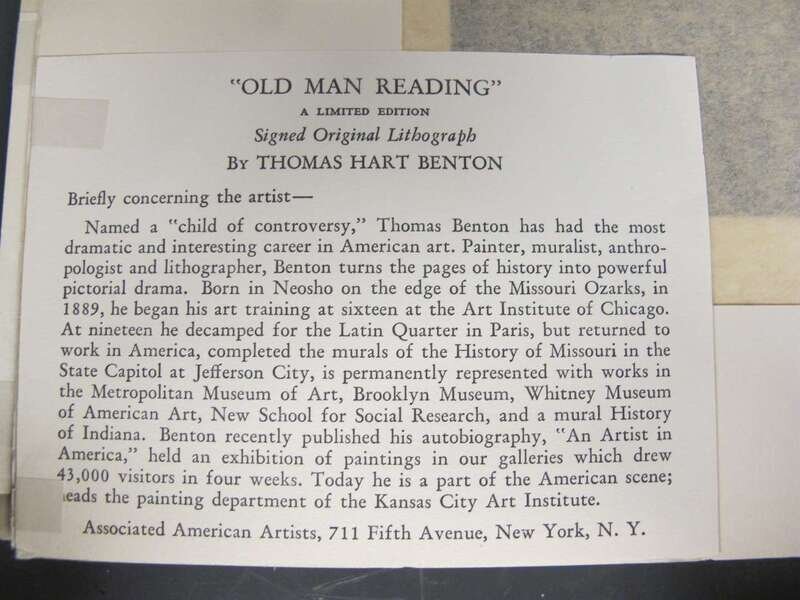 "OLD MAN READING"
A LIMITED EDITION
Signed Original Lithograph
BY THOMAS HART BENTON
Briefly concerning the artist—
Named a "child of controversy," Thomas Benton has had the most
dramatic and interesting career in American art. Painter, muralist, anthro-
pologist and lithographer, Benton turns the pages of history into powerful
pictorial drama. Born in Neosho on the edge of the Missouri Ozarks, in
1889, he began his art training at sixteen at the Art Institute of Chicago.
At nineteen he decamped for the Latin Quarter in Paris, but returned to
work in America, completed the murals of the History of Missouri in the
State Capitol at Jefferson City, is permanently represented with works in
the Metropolitan Museum of Art, Brooklyn Museum, Whitney Museum
of American Art, New School for Social Research, and a mural History
of Indiana. Benton recently published his autobiography, "An Artist in
America," held an exhibition of paintings in our galleries which drew
43,000 visitors in four weeks. Today he is a part of the American scene;
heads the painting department of the Kansas City Art Institute.
Associated American Artists, 711 Fifth Avenue, New York, N. Y.